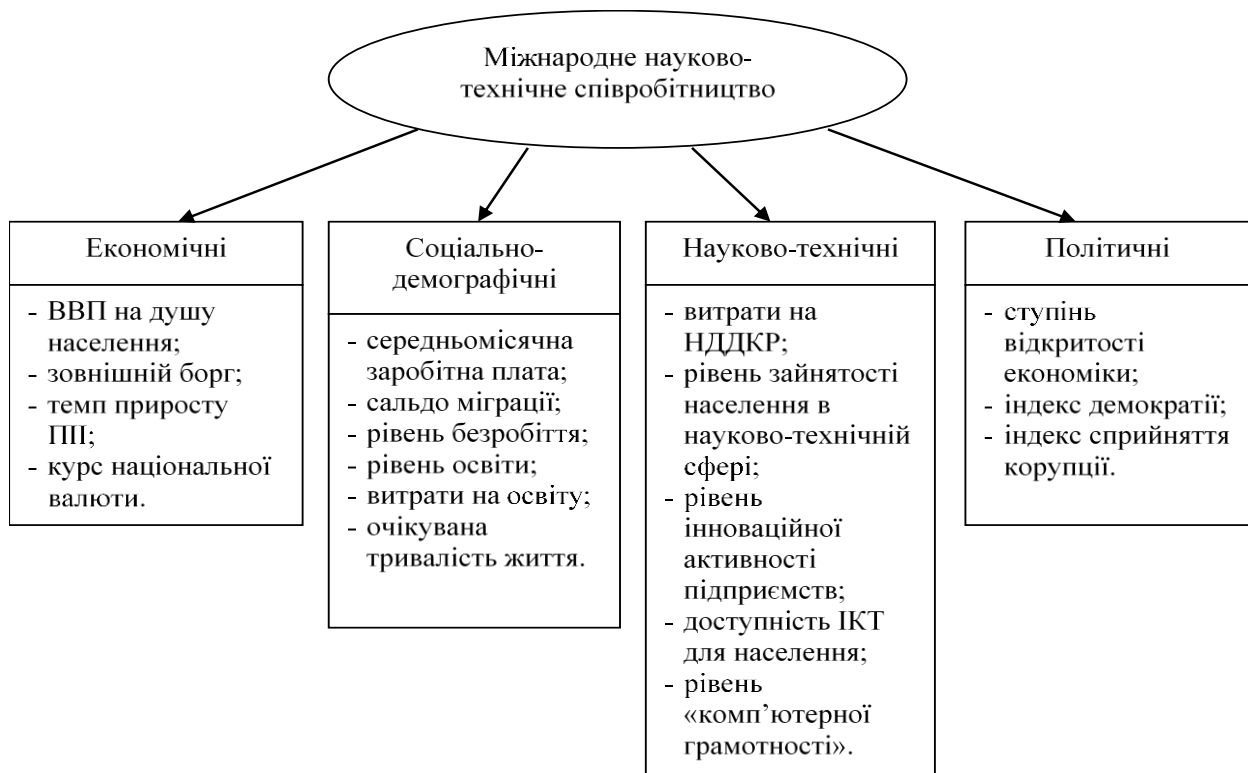 Міжнародне науково-
технічне співробітництво
Економічні
- ВВП на душу
населення;
- зовнішній борг;
- темп приросту
ПІІ;
- курс національної
валюти.
Соціально-
демографічні
- середньомісячна
заробітна плата;
- сальдо міграції;
- рівень безробіття;
- рівень освіти;
- витрати на освіту;
- очікувана
тривалість життя.
Науково-технічні
- витрати на
НДДКР;
- рівень зайнятості
населення в
науково-технічній
сфері;
- рівень
інноваційної
активності
підприємств;
- доступність ІКТ
для населення;
- рівень
«комп’ютерної
грамотності».
Політичні
- ступінь
відкритості
економіки;
- індекс демократії;
- індекс сприйняття
корупції.